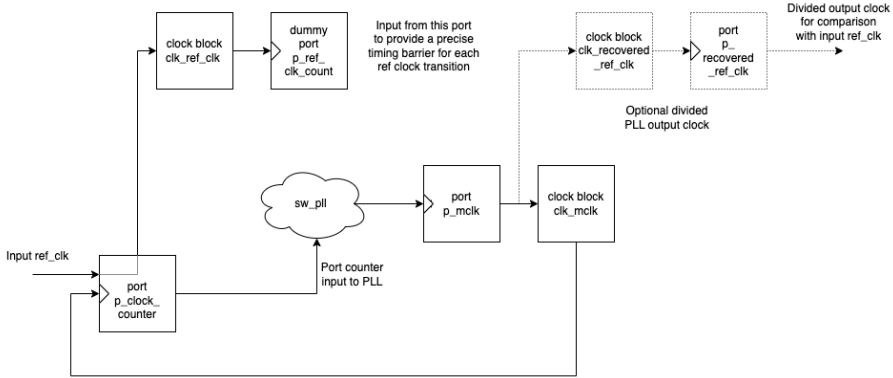 clock block
clk_ref_clk
dummy
port
p_ref_
clk_count
Input from this port
to provide a precise
timing barrier for each
ref clock transition
clock block
clk_recovered
_ref_clk
port
p_
recovered
_ref_clk
Divided output clock
for comparison
with input ref_clk
Optional divided
PLL output clock
sw_pll
port
p_mclk
clock block
clk_mclk
Input ref_clk
port
p_clock_
counter
Port counter
input to PLL